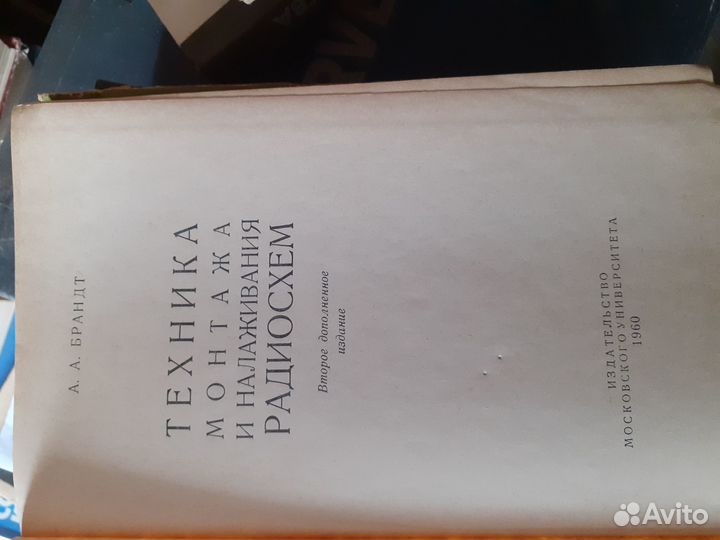 А. А. БРАНДТ
ТЕХНИКА
МОНТАЖА
И НАЛАЖИВАНИЯ
РАДИОСХЕМ
Второе дополненное
издание
ИЗДАТЕЛЬСТВО
МОСКОВСКОГО УНИВЕРСИТЕТА
1960
Avito